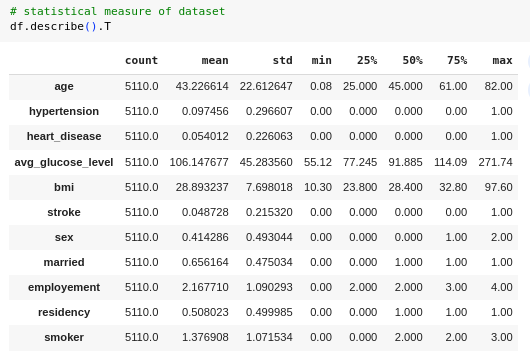 # statistical measure of dataset
df.describe().T
count mean std min 25% 50% 75% max
age 5110.0 43.226614 22.612647 0.08 25.000 45.000 61.00 82.00
hypertension 5110.0 0.097456 0.296607 0.00 0.000 0.000 0.00 1.00
heart_disease 5110.0 0.054012 0.226063 0.00 0.000 0.000 0.00 1.00
avg_glucose_level 5110.0 106.147677 45.283560 55.12 77.245 91.885 114.09 271.74
bmi 5110.0 28.893237 7.698018 10.30 23.800 28.400 32.80 97.60
stroke 5110.0 0.048728 0.215320 0.00 0.000 0.000 0.00 1.00
sex 5110.0 0.414286 0.493044 0.00 0.000 0.000 1.00 2.00
married 5110.0 0.656164 0.475034 0.00 0.000 1.000 1.00 1.00
employement 5110.0 2.167710 1.090293 0.00 2.000 2.000 3.00 4.00
residency 5110.0 0.508023 0.499985 0.00 0.000 1.000 1.00 1.00
smoker 5110.0 1.376908 1.071534 0.00 0.000 2.000 2.00 3.00